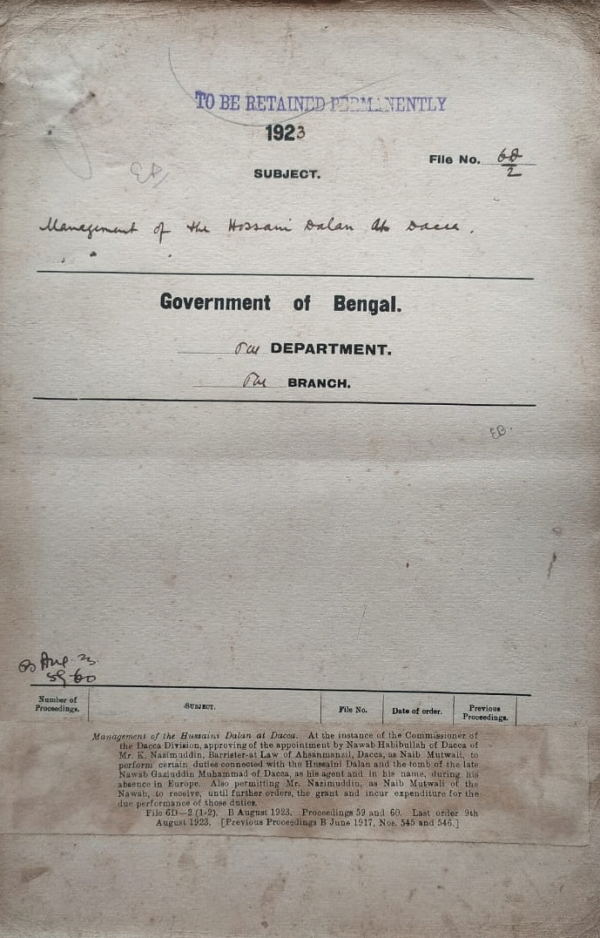 TO BE RETAINED PERMANENTLY
1923
File No. 6D/2
SUBJECT.
Management of the Hossaini Dalan at Dacca.
Government of Bengal.
Pol DEPARTMENT.
Pol BRANCH.
EB.
B Aug. 23
59-60
Number of Proceedings.
SUBJECT.
File No.
Date of order.
Previous Proceedings.
Management of the Hussaini Dalan at Dacca. At the instance of the Commissioner of
the Dacca Division, approving of the appointment by Nawab Habibullah of Dacca of
Mr. K. Nazimuddin, Barrister-at Law of Ahsanmanzil, Dacca, as Naib Mutwali, to
perform certain duties connected with the Hussaini Dalan and the tomb of the late
Nawab Gaziuddin Muhammad of Dacca, as his agent and in his name, during his
absence in Europe. Also permitting Mr. Nazimuddin, as Naib Mutwali of the
Nawab, to receive, until further orders, the grant and incur expenditure for the
due performance of those duties.
File 6D—2 (1-2). B August 1923. Proceedings 59 and 60. Last order 9th
August 1923. [Previous Proceedings B June 1917, Nos. 545 and 546.]